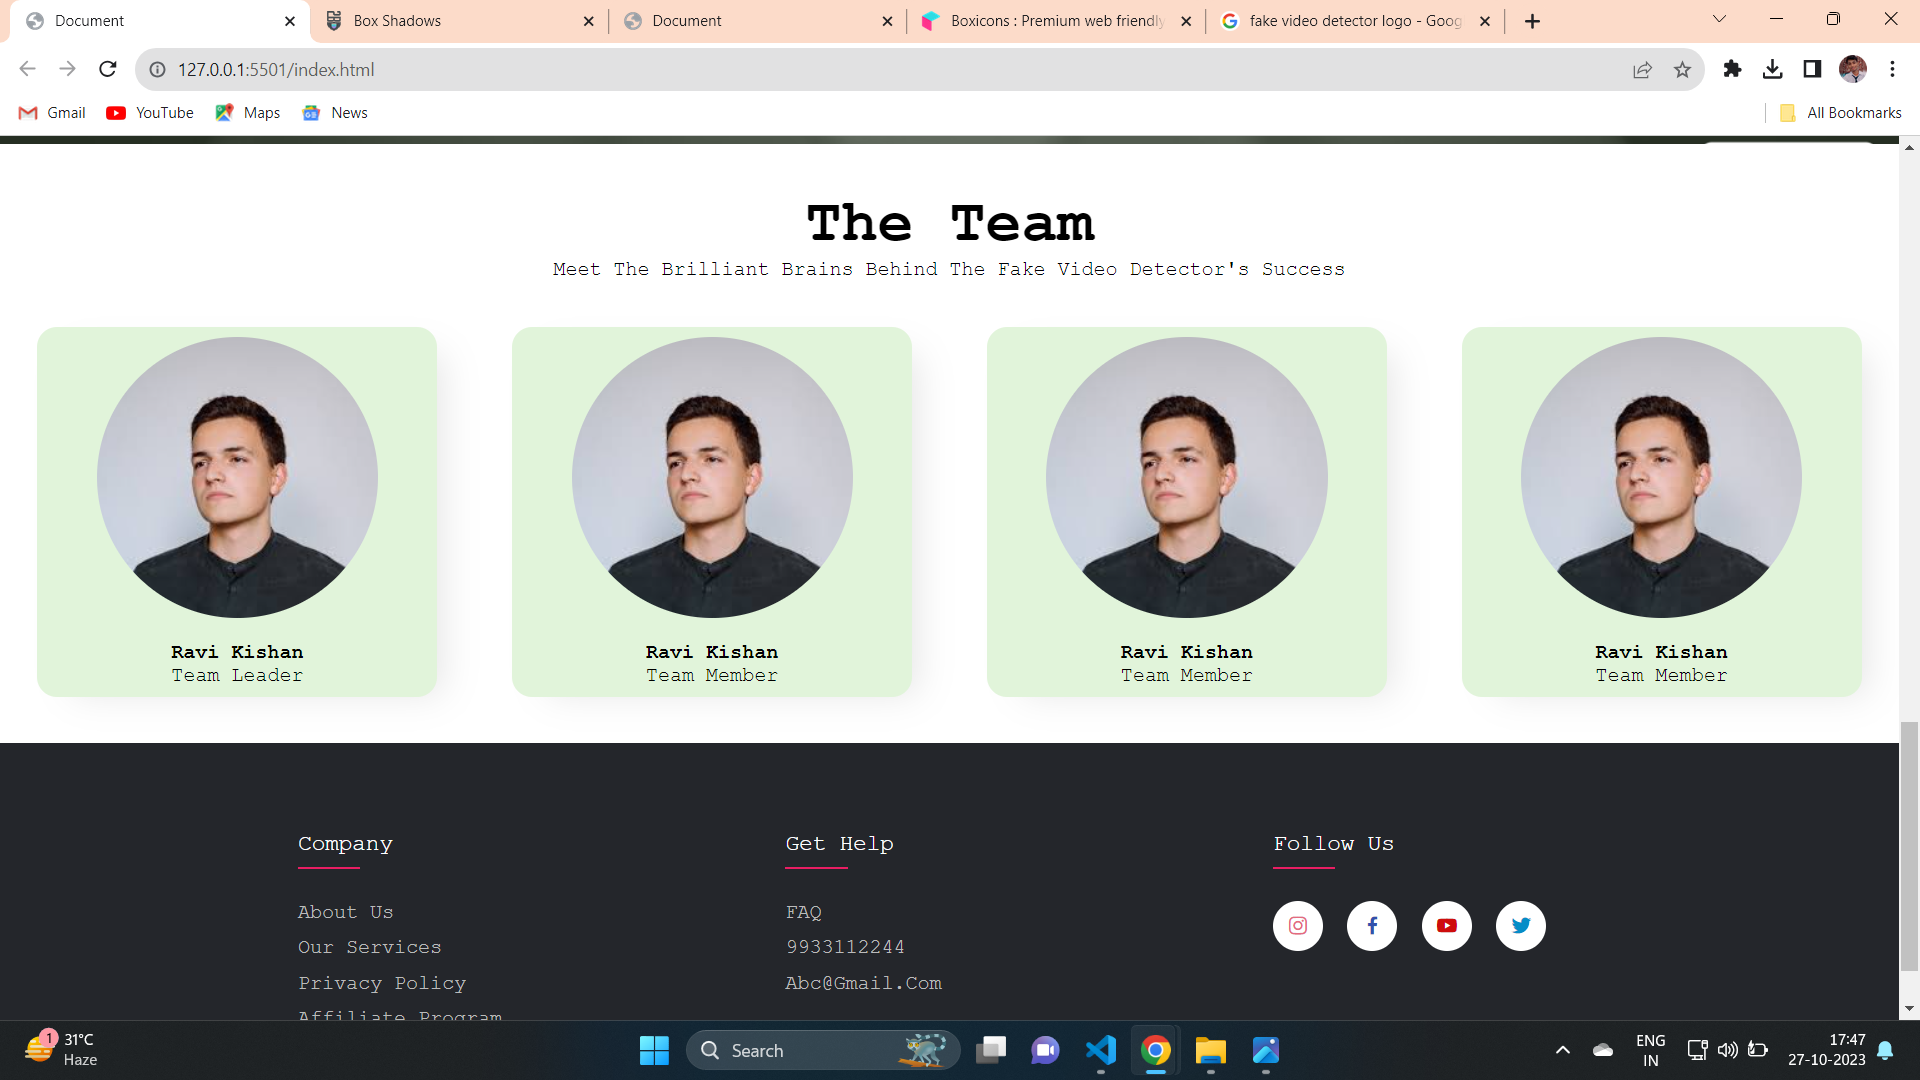 Document
Box Shadows
Document
Boxicons : Premium web friendly
fake video detector logo - Goog
127.0.0.1:5501/index.html
Gmail
YouTube
Maps
News
All Bookmarks
The Team
Meet The Brilliant Brains Behind The Fake Video Detector's Success
Ravi Kishan
Team Leader
Ravi Kishan
Team Member
Ravi Kishan
Team Member
Ravi Kishan
Team Member
Company
Get Help
Follow Us
About Us
FAQ
Our Services
9933112244
Privacy Policy
Abc@Gmail.Com
Affiliate Program
1
31°C
Haze
Search
ENG
IN
17:47
27-10-2023